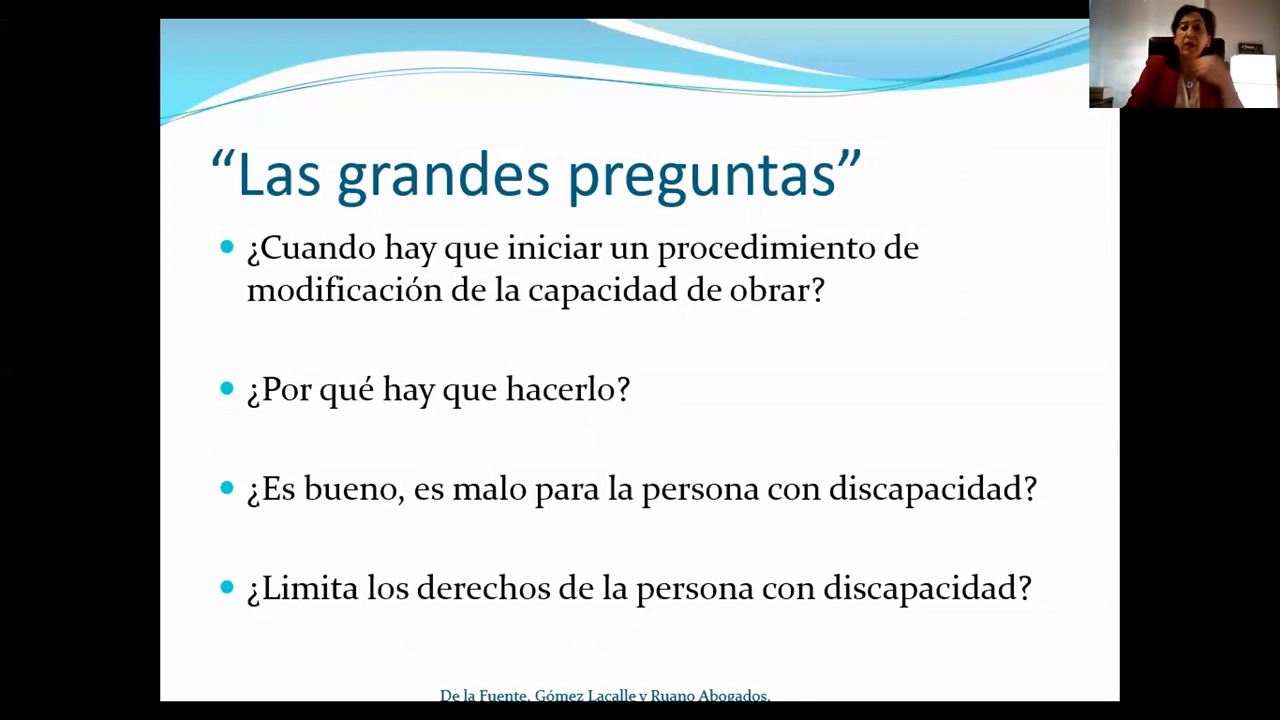 “Las grandes preguntas”
¿Cuando hay que iniciar un procedimiento de
modificación de la capacidad de obrar?
¿Por qué hay que hacerlo?
¿Es bueno, es malo para la persona con discapacidad?
¿Limita los derechos de la persona con discapacidad?
De la Fuente, Gómez Lacalle y Ruano Abogados.